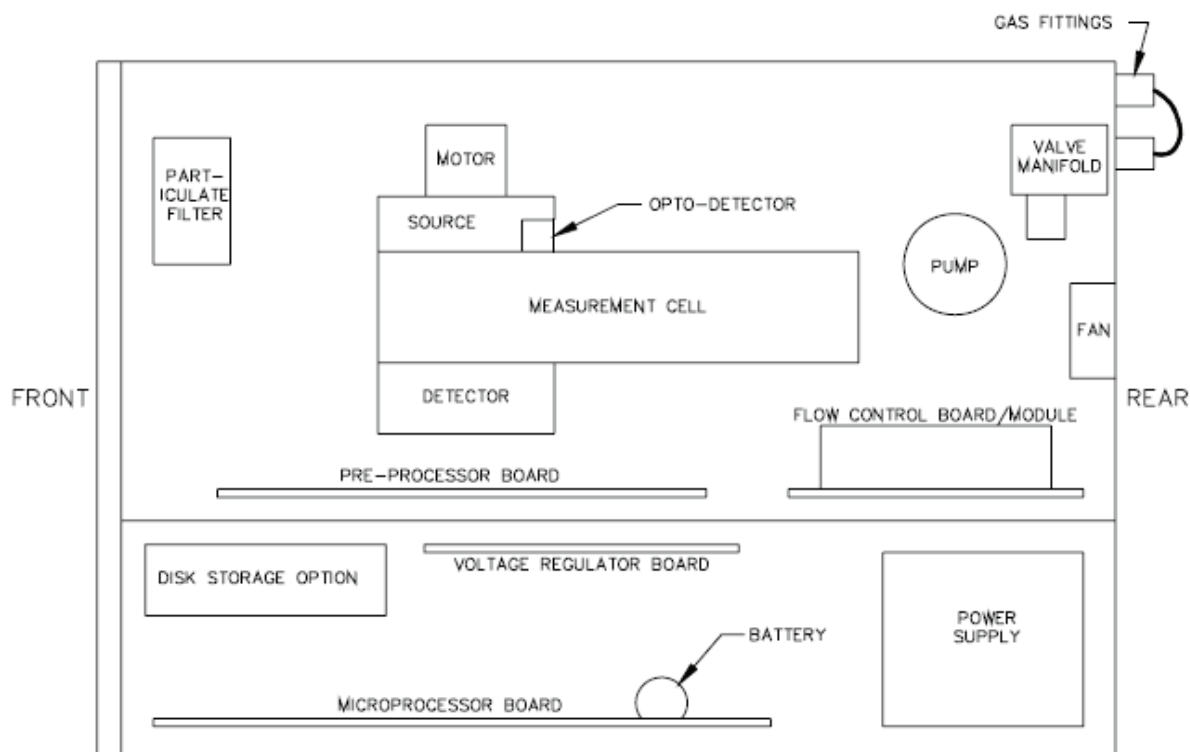 GAS FITTINGS
PART-
ICULATE
FILTER
MOTOR
VALVE
MANIFOLD
SOURCE
OPTO-DETECTOR
PUMP
MEASUREMENT CELL
FAN
FRONT
DETECTOR
REAR
FLOW CONTROL BOARD/MODULE
PRE-PROCESSOR BOARD
VOLTAGE REGULATOR BOARD
DISK STORAGE OPTION
POWER
SUPPLY
BATTERY
MICROPROCESSOR BOARD